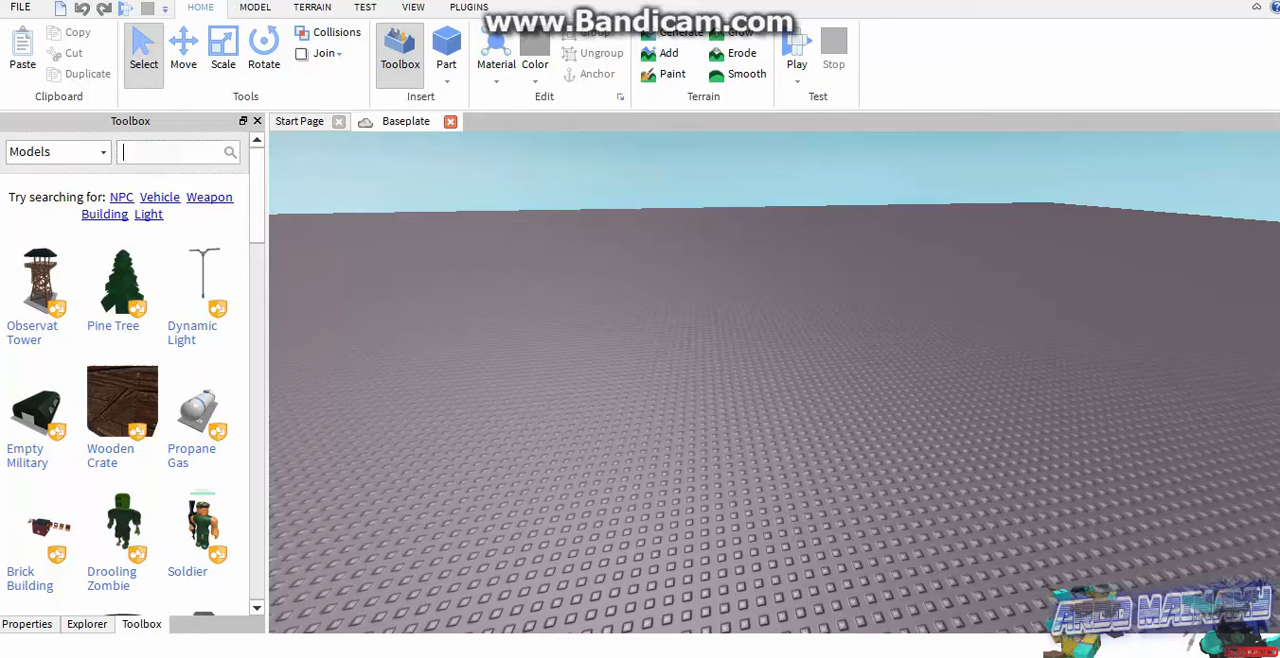 FILE HOME MODEL TERRAIN TEST VIEW PLUGINS
www.Bandicam.com
Paste
Copy
Cut
Duplicate
Clipboard
Select Move Scale Rotate
Collisions
Join
Tools
Toolbox Part
Insert
Material Color
Group
Ungroup
Anchor
Edit
Generate Grow
Add Erode
Paint Smooth
Terrain
Play Stop
Test
Toolbox
Start Page
Baseplate
Models
Try searching for: NPC Vehicle Weapon
Building Light
Observat
Tower
Pine Tree
Dynamic
Light
Empty
Military
Wooden
Crate
Propane
Gas
Brick
Building
Drooling
Zombie
Soldier
Properties Explorer Toolbox